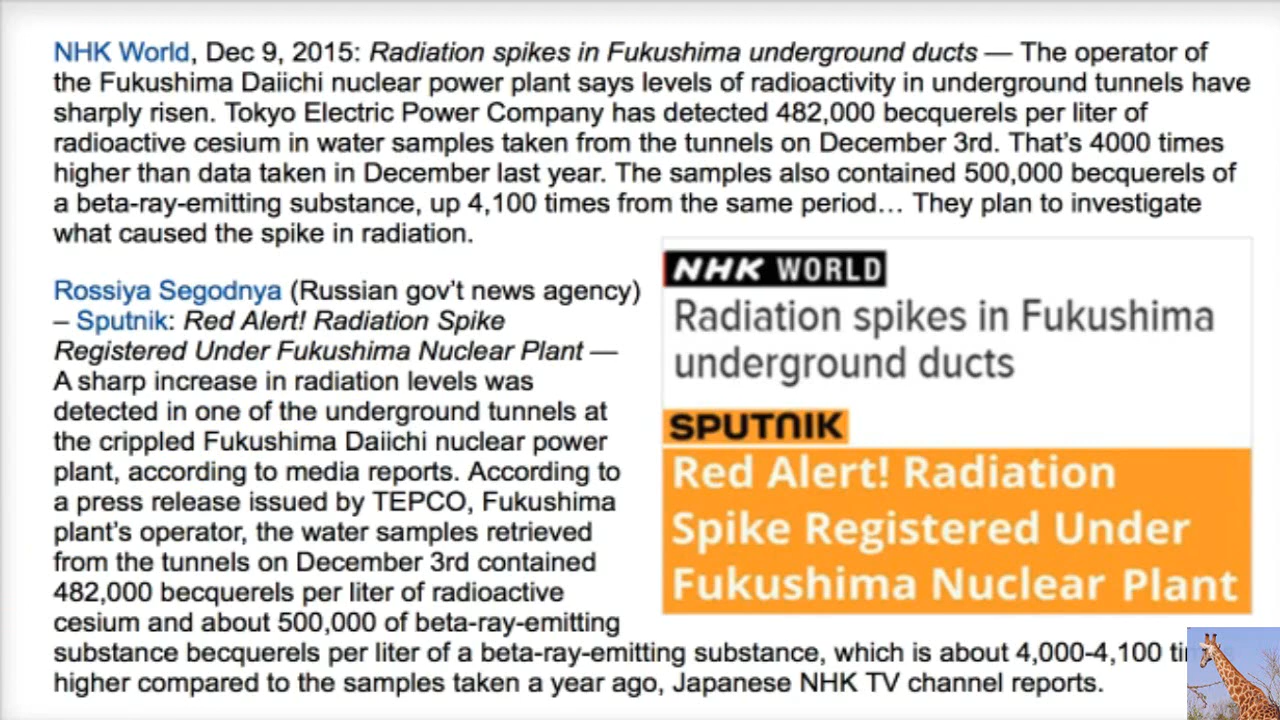 NHK World, Dec 9, 2015: Radiation spikes in Fukushima underground ducts — The operator of
the Fukushima Daiichi nuclear power plant says levels of radioactivity in underground tunnels have
sharply risen. Tokyo Electric Power Company has detected 482,000 becquerels per liter of
radioactive cesium in water samples taken from the tunnels on December 3rd. That's 4000 times
higher than data taken in December last year. The samples also contained 500,000 becquerels of
a beta-ray-emitting substance, up 4,100 times from the same period… They plan to investigate
what caused the spike in radiation.
Rossiya Segodnya (Russian gov't news agency)
– Sputnik: Red Alert! Radiation Spike
Registered Under Fukushima Nuclear Plant —
A sharp increase in radiation levels was
detected in one of the underground tunnels at
the crippled Fukushima Daiichi nuclear power
plant, according to media reports. According to
a press release issued by TEPCO, Fukushima
plant's operator, the water samples retrieved
from the tunnels on December 3rd contained
482,000 becquerels per liter of radioactive
cesium and about 500,000 of beta-ray-emitting
substance becquerels per liter of a beta-ray-emitting substance, which is about 4,000-4,100
higher compared to the samples taken a year ago, Japanese NHK TV channel reports.
NHK WORLD
Radiation spikes in Fukushima
underground ducts
SPUTNIK
Red Alert! Radiation
Spike Registered Under
Fukushima Nuclear Plant